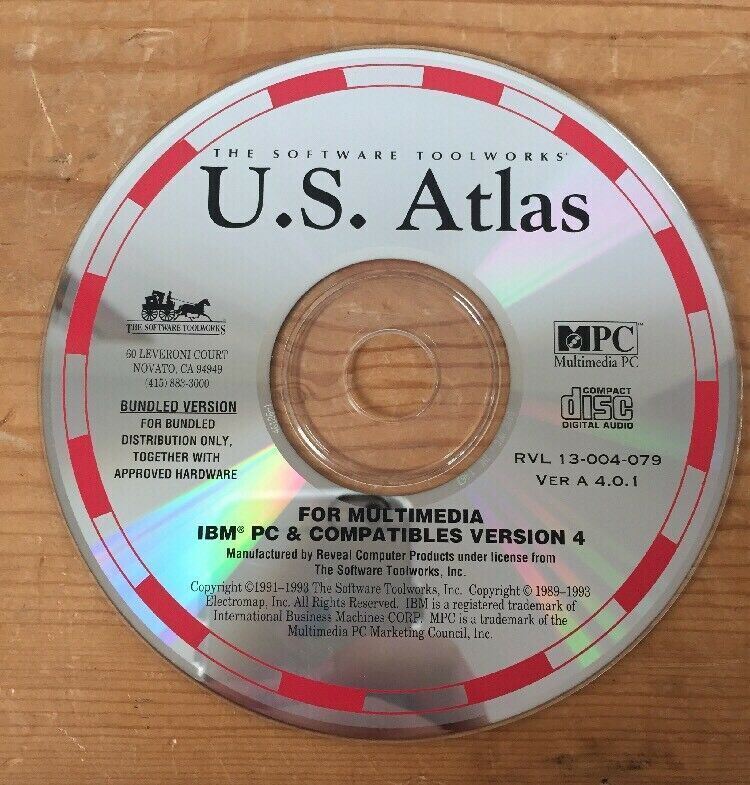 THE SOFTWARE TOOLWORKS®
U.S. Atlas
THE SOFTWARE TOOLWORKS®
60 LEVERONI COURT
NOVATO, CA 94949
(415) 883-3000
BUNDLED VERSION
FOR BUNDLED
DISTRIBUTION ONLY,
TOGETHER WITH
APPROVED HARDWARE
MPC™
Multimedia PC
COMPACT
disc
DIGITAL AUDIO
RVL 13-004-079
VER A 4.0.1
FOR MULTIMEDIA
IBM® PC & COMPATIBLES VERSION 4
Manufactured by Reveal Computer Products under license from
The Software Toolworks, Inc.
Copyright ©1991–1993 The Software Toolworks, Inc. Copyright © 1989–1993
Electromap, Inc. All Rights Reserved. IBM is a registered trademark of
International Business Machines CORP. MPC is a trademark of the
Multimedia PC Marketing Council, Inc.